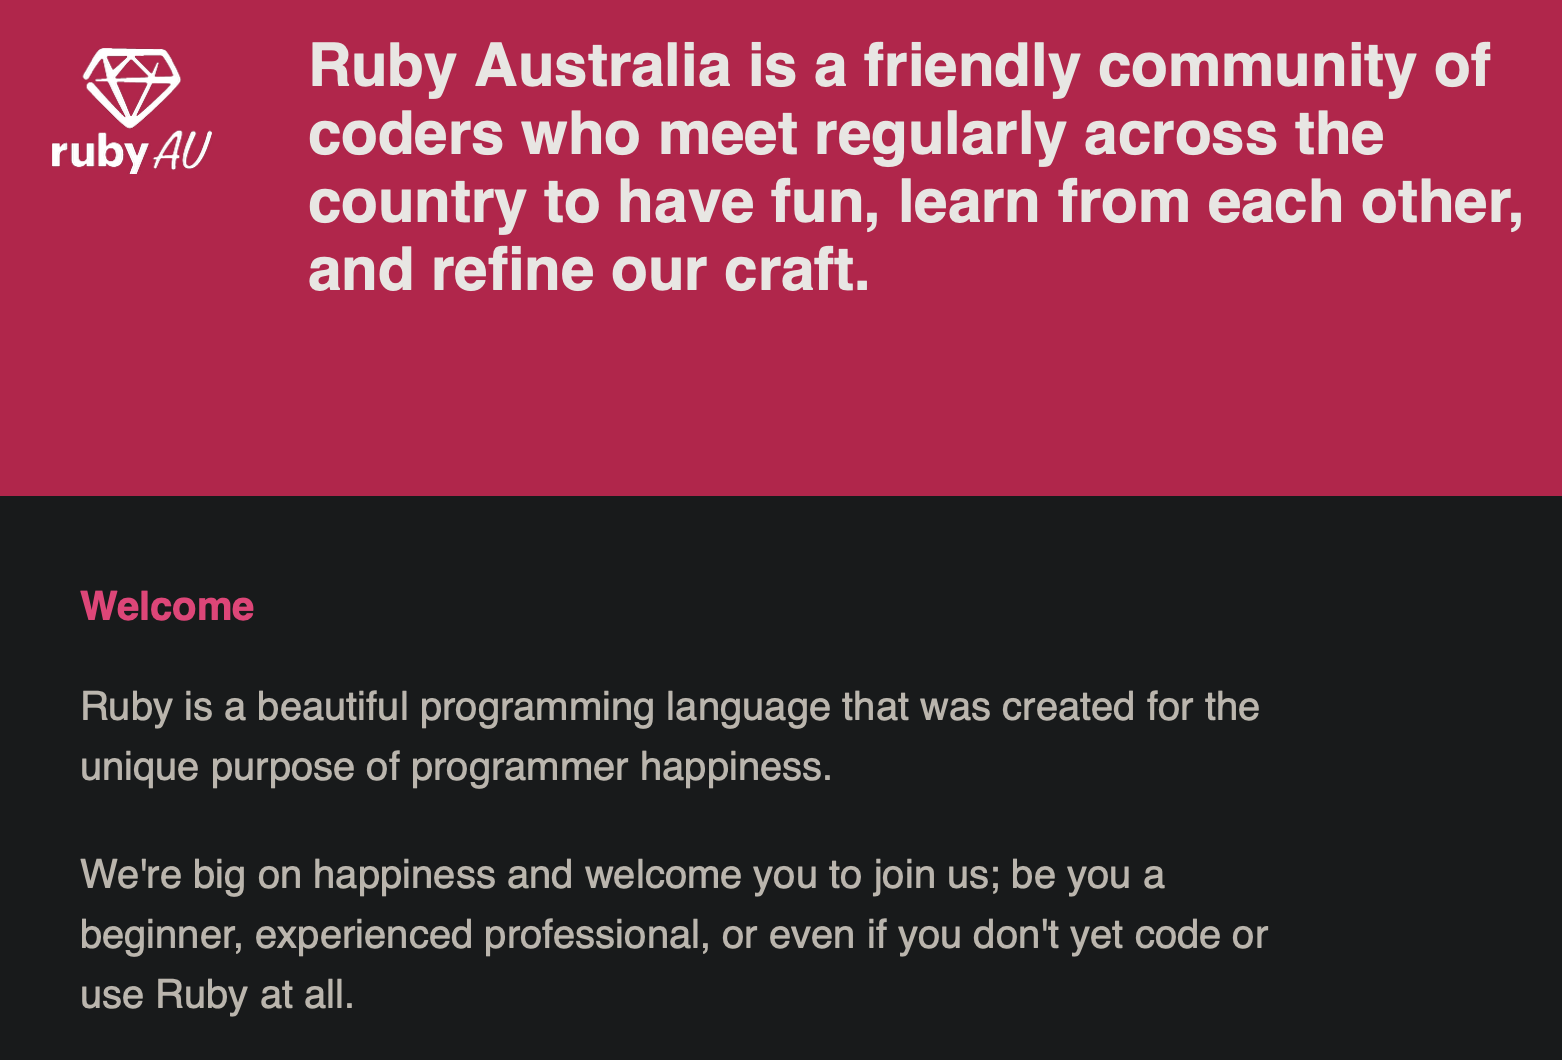 ruby AU
Ruby Australia is a friendly community of
coders who meet regularly across the
country to have fun, learn from each other,
and refine our craft.
Welcome
Ruby is a beautiful programming language that was created for the
unique purpose of programmer happiness.
We're big on happiness and welcome you to join us; be you a
beginner, experienced professional, or even if you don't yet code or
use Ruby at all.